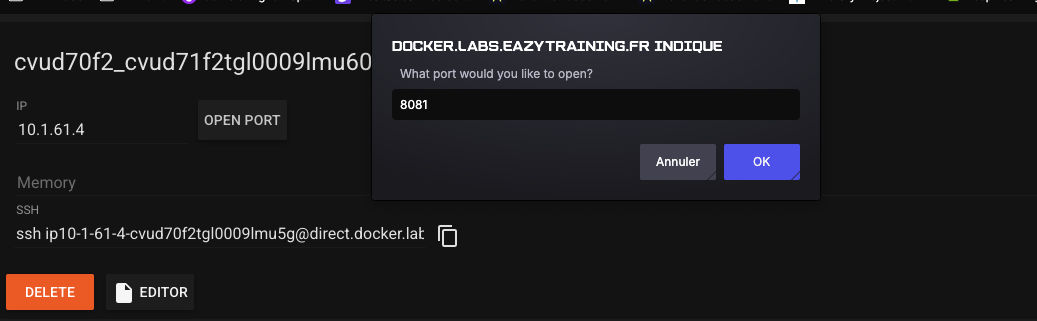 cvud70f2_cvud71f2tgl0009lmu60
DOCKER.LABS.EAZYTRAINING.FR INDIQUE
What port would you like to open?
8081
Annuler
OK
IP
10.1.61.4
OPEN PORT
Memory
SSH
ssh ip10-1-61-4-cvud70f2tgl0009lmu5g@direct.docker.lab
DELETE
EDITOR